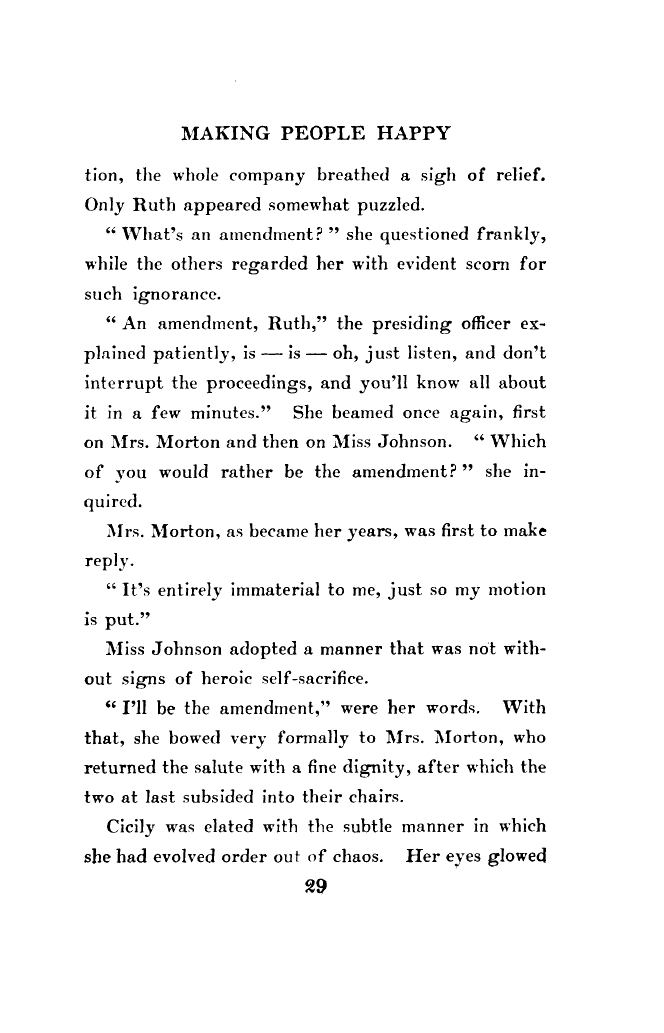 MAKING PEOPLE HAPPY
tion, the whole company breathed a sigh of relief.
Only Ruth appeared somewhat puzzled.
“ What’s an amendment? ” she questioned frankly,
while the others regarded her with evident scorn for
such ignorance.
“ An amendment, Ruth,” the presiding officer ex-
plained patiently, is — is — oh, just listen, and don’t
interrupt the proceedings, and you’ll know all about
it in a few minutes.” She beamed once again, first
on Mrs. Morton and then on Miss Johnson. “ Which
of you would rather be the amendment? ” she in-
quired.
Mrs. Morton, as became her years, was first to make
reply.
“ It’s entirely immaterial to me, just so my motion
is put.”
Miss Johnson adopted a manner that was not with-
out signs of heroic self-sacrifice.
“ I’ll be the amendment,” were her words. With
that, she bowed very formally to Mrs. Morton, who
returned the salute with a fine dignity, after which the
two at last subsided into their chairs.
Cicily was elated with the subtle manner in which
she had evolved order out of chaos. Her eyes glowed
29